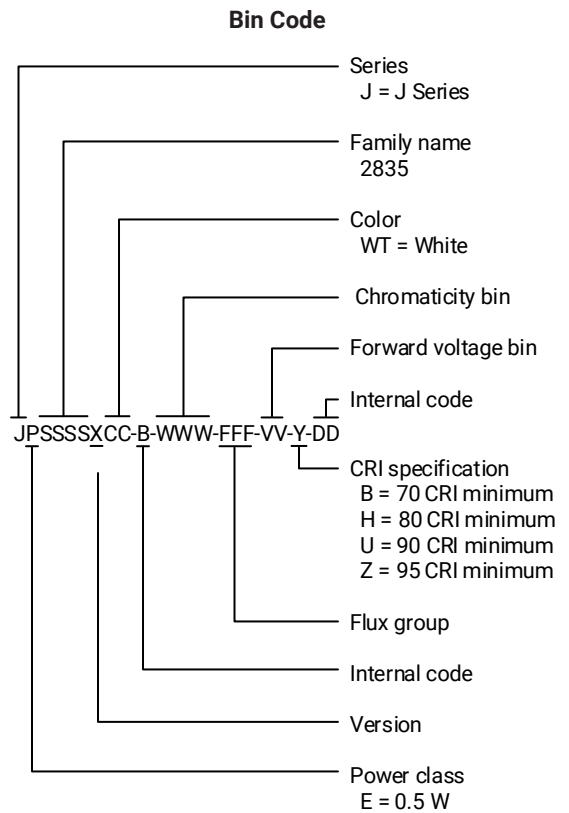 Bin Code
Series
J = J Series
Family name
2835
Color
WT = White
Chromaticity bin
Forward voltage bin
Internal code
JPSSSSXCC-B-WWW-FFF-VV-Y-DD
CRI specification
B = 70 CRI minimum
H = 80 CRI minimum
U = 90 CRI minimum
Z = 95 CRI minimum
Flux group
Internal code
Version
Power class
E = 0.5 W